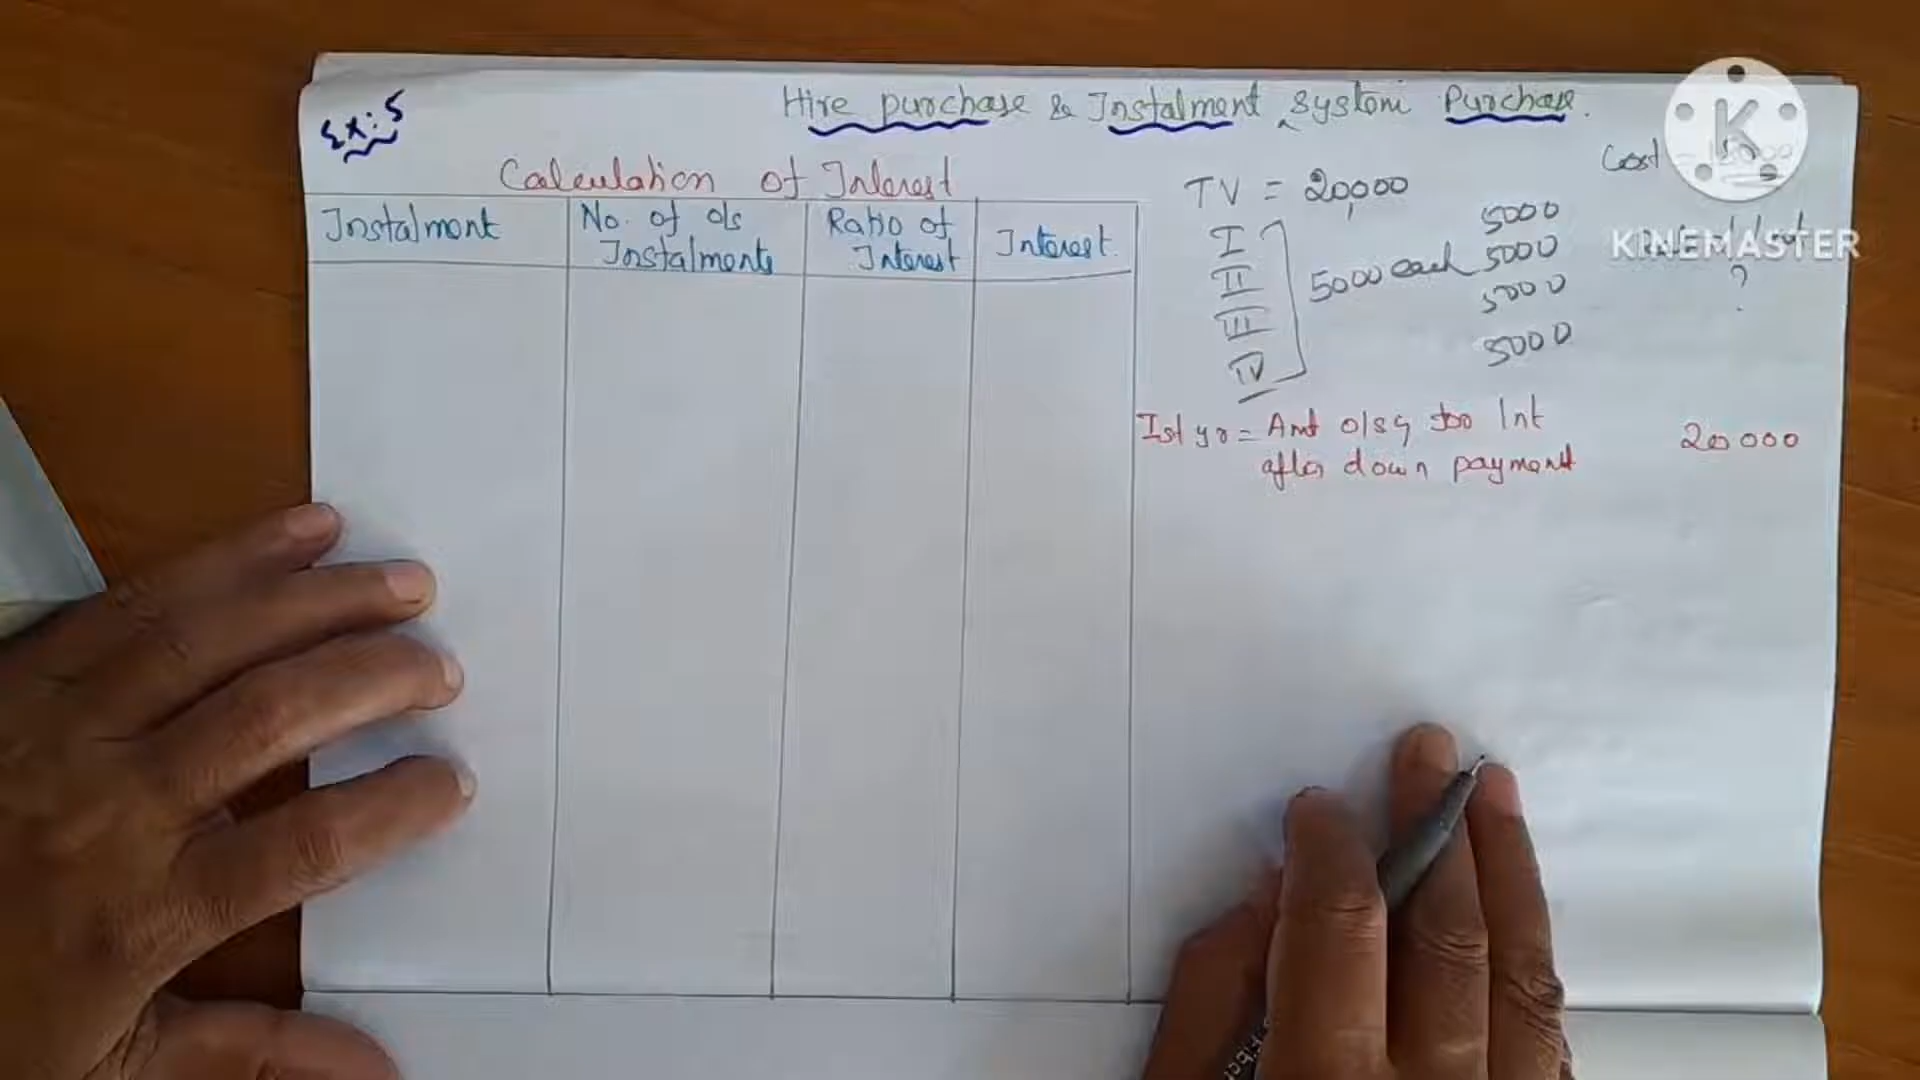 Ex: 5
Hire purchase & Instalment system Purchase.
Calculation of Interest
Instalment
No. of o/s
Instalments
Ratio of
Interest
Interest.
TV = 20,000
I
II
III
IV
5000 each
5000
5000
5000
5000
Cost =
?
K
KINEMASTER
Ist yr = Amt o/sg for Int
after down payment
20000